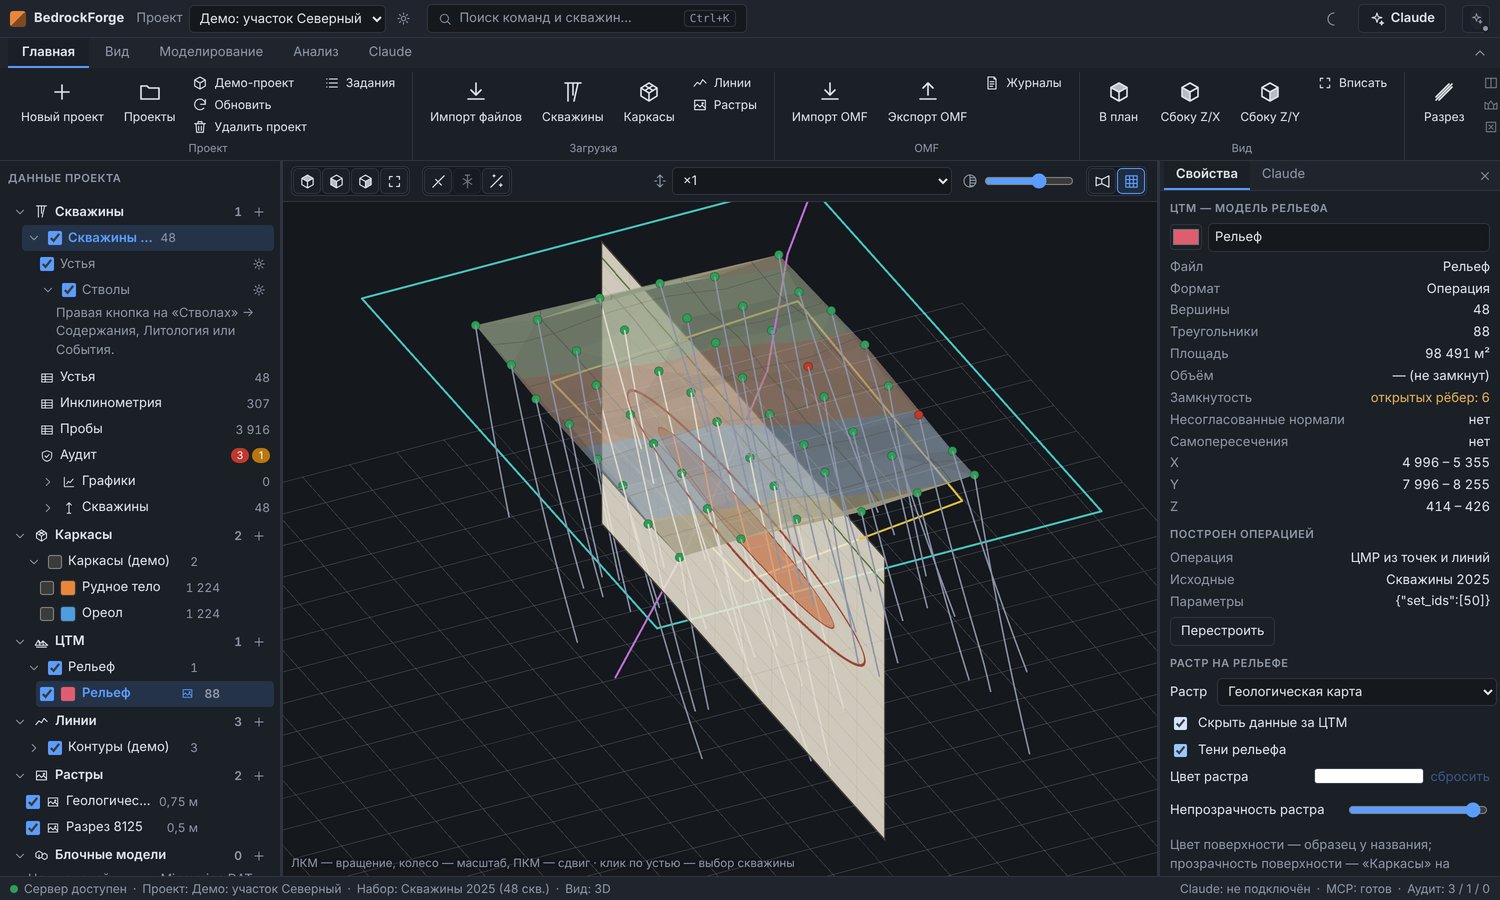 BedrockForge Проект Демо: участок Северный Поиск команд и скважин... Ctrl+K Claude
Главная Вид Моделирование Анализ Claude
Новый проект
Проекты
Демо-проект
Обновить
Удалить проект
Задания
Проект
Импорт файлов
Скважины
Каркасы
Линии
Растры
Загрузка
Импорт OMF
Экспорт OMF
Журналы
OMF
В план
Сбоку Z/X
Сбоку Z/Y
Вписать
Вид
Разрез
ДАННЫЕ ПРОЕКТА
Скважины 1
Скважины ... 48
Устья
Стволы
Правая кнопка на «Стволах» →
Содержания, Литология или
События.
Устья 48
Инклинометрия 307
Пробы 3 916
Аудит 3 1
Графики 0
Скважины 48
Каркасы 2
Каркасы (демо) 2
Рудное тело 1 224
Ореол 1 224
ЦТМ 1
Рельеф 1
Рельеф 88
Линии 3
Контуры (демо) 3
Растры 2
Геологичес... 0,75 м
Разрез 8125 0,5 м
Блочные модели 0
×1
ЛКМ — вращение, колесо — масштаб, ПКМ — сдвиг · клик по устью — выбор скважины
Свойства Claude
ЦТМ — МОДЕЛЬ РЕЛЬЕФА
Рельеф
Файл Рельеф
Формат Операция
Вершины 48
Треугольники 88
Площадь 98 491 м²
Объём — (не замкнут)
Замкнутость открытых рёбер: 6
Несогласованные нормали нет
Самопересечения нет
X 4 996 – 5 355
Y 7 996 – 8 255
Z 414 – 426
ПОСТРОЕН ОПЕРАЦИЕЙ
Операция ЦМР из точек и линий
Исходные Скважины 2025
Параметры {"set_ids":[50]}
Перестроить
РАСТР НА РЕЛЬЕФЕ
Растр Геологическая карта
Скрыть данные за ЦТМ
Тени рельефа
Цвет растра сбросить
Непрозрачность растра
Цвет поверхности — образец у названия;
прозрачность поверхности — «Каркасы» на
Сервер доступен · Проект: Демо: участок Северный · Набор: Скважины 2025 (48 скв.) · Вид: 3D
Claude: не подключён · MCP: готов · Аудит: 3 / 1 / 0